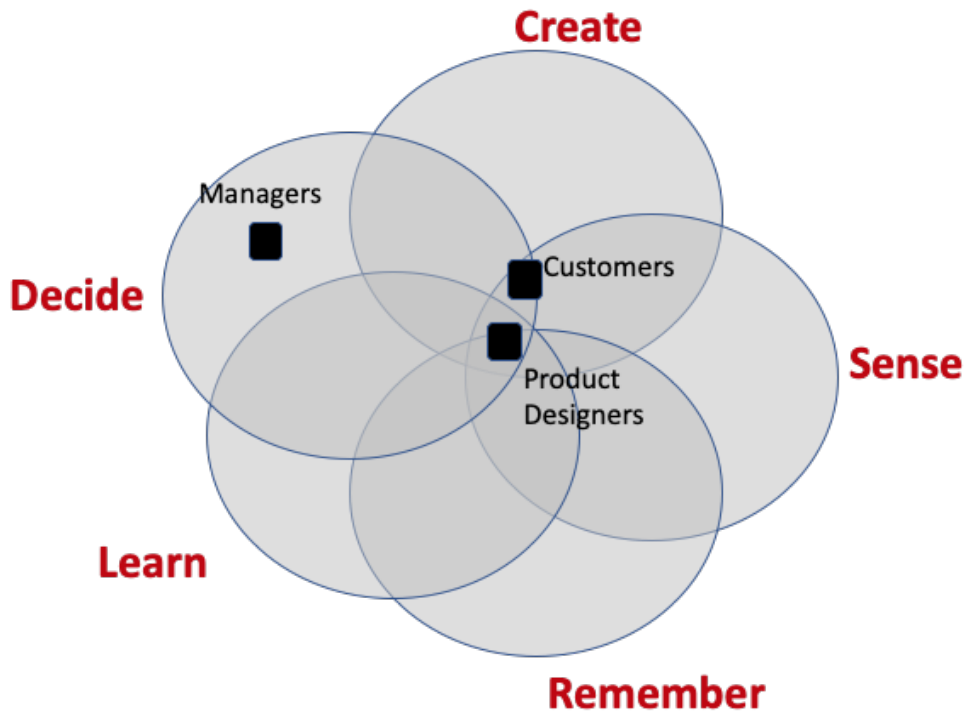 Create
Managers
Customers
Decide
Sense
Product
Designers
Learn
Remember